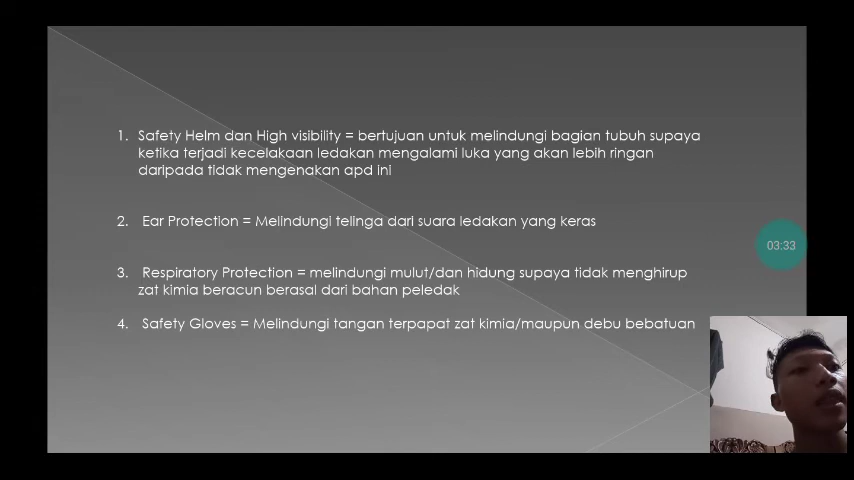 1. Safety Helm dan High visibility = bertujuan untuk melindungi bagian tubuh supaya
ketika terjadi kecelakaan ledakan mengalami luka yang akan lebih ringan
daripada tidak mengenakan apd ini
2. Ear Protection = Melindungi telinga dari suara ledakan yang keras
3. Respiratory Protection = melindungi mulut/dan hidung supaya tidak menghirup
zat kimia beracun berasal dari bahan peledak
4. Safety Gloves = Melindungi tangan terpapat zat kimia/maupun debu bebatuan
03:33